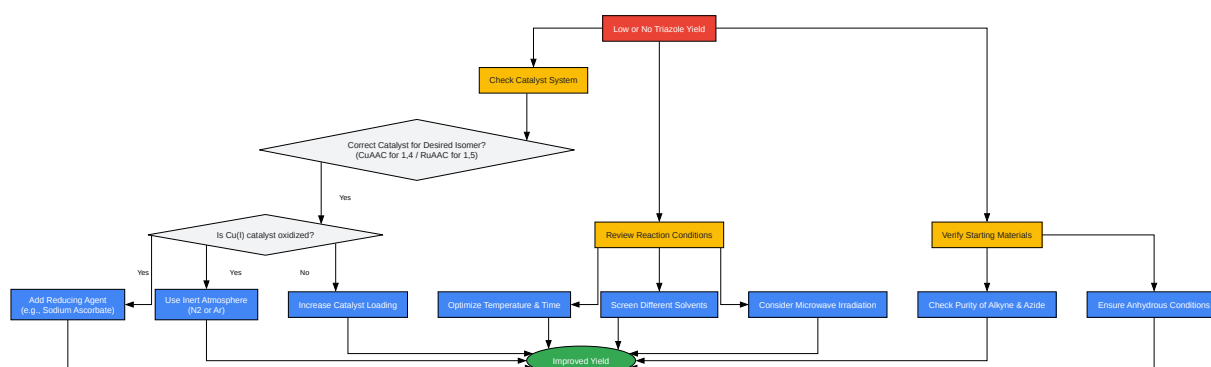 Low or No Triazole Yield
Check Catalyst System
Correct Catalyst for Desired Isomer?
(CuAAC for 1,4 / RuAAC for 1,5)
Yes
Is Cu(I) catalyst oxidized?
Review Reaction Conditions
Verify Starting Materials
Yes
Yes
No
Add Reducing Agent
(e.g., Sodium Ascorbate)
Use Inert Atmosphere
(N2 or Ar)
Increase Catalyst Loading
Optimize Temperature & Time
Screen Different Solvents
Consider Microwave Irradiation
Check Purity of Alkyne & Azide
Ensure Anhydrous Conditions
Improved Yield